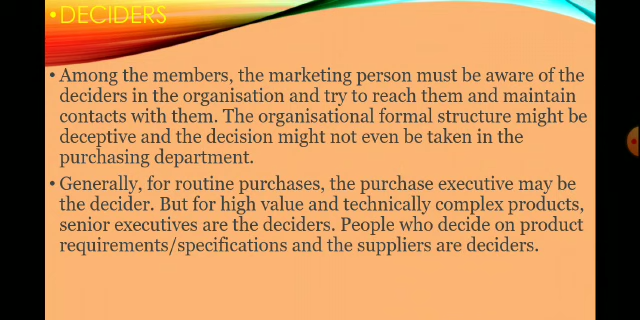 •DECIDERS
• Among the members, the marketing person must be aware of the
deciders in the organisation and try to reach them and maintain
contacts with them. The organisational formal structure might be
deceptive and the decision might not even be taken in the
purchasing department.
• Generally, for routine purchases, the purchase executive may be
the decider. But for high value and technically complex products,
senior executives are the deciders. People who decide on product
requirements/specifications and the suppliers are deciders.